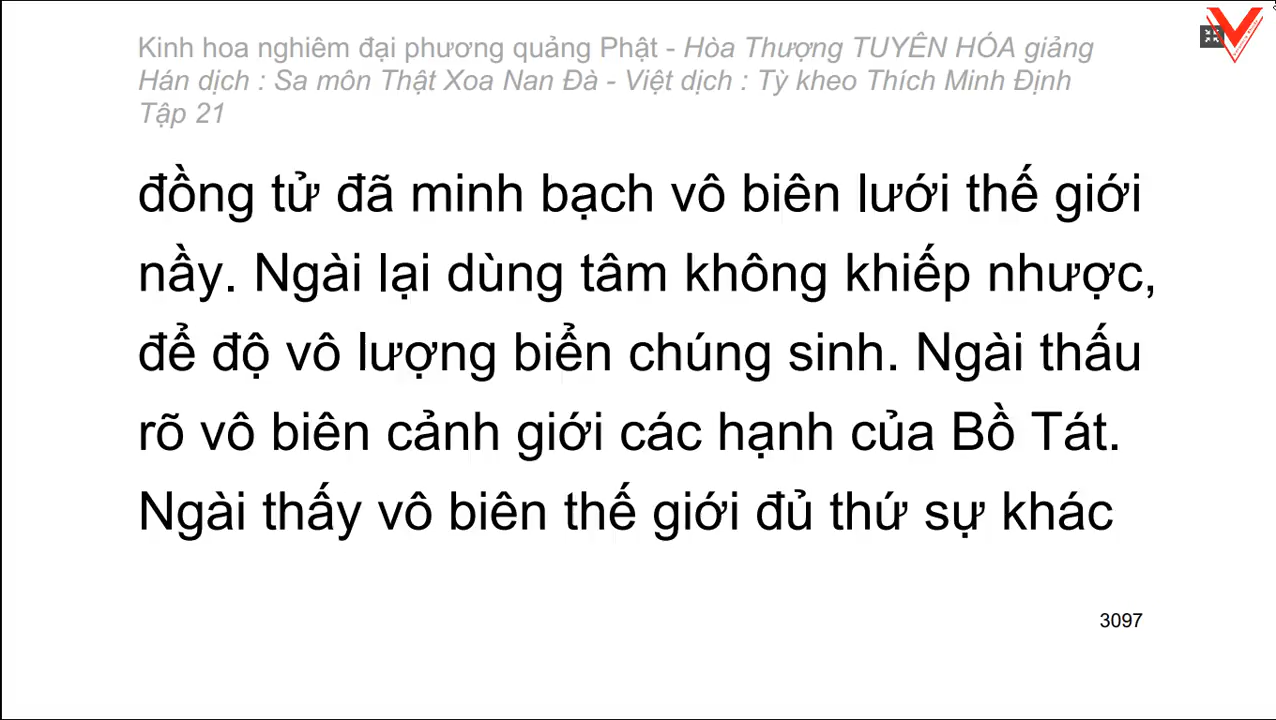 Kinh hoa nghiêm đại phương quảng Phật - Hòa Thượng TUYÊN HÓA giảng
Hán dịch : Sa môn Thật Xoa Nan Đà - Việt dịch : Tỳ kheo Thích Minh Định
Tập 21
đồng tử đã minh bạch vô biên lưới thế giới
nầy. Ngài lại dùng tâm không khiếp nhược,
để độ vô lượng biển chúng sinh. Ngài thấu
rõ vô biên cảnh giới các hạnh của Bồ Tát.
Ngài thấy vô biên thế giới đủ thứ sự khác
3097